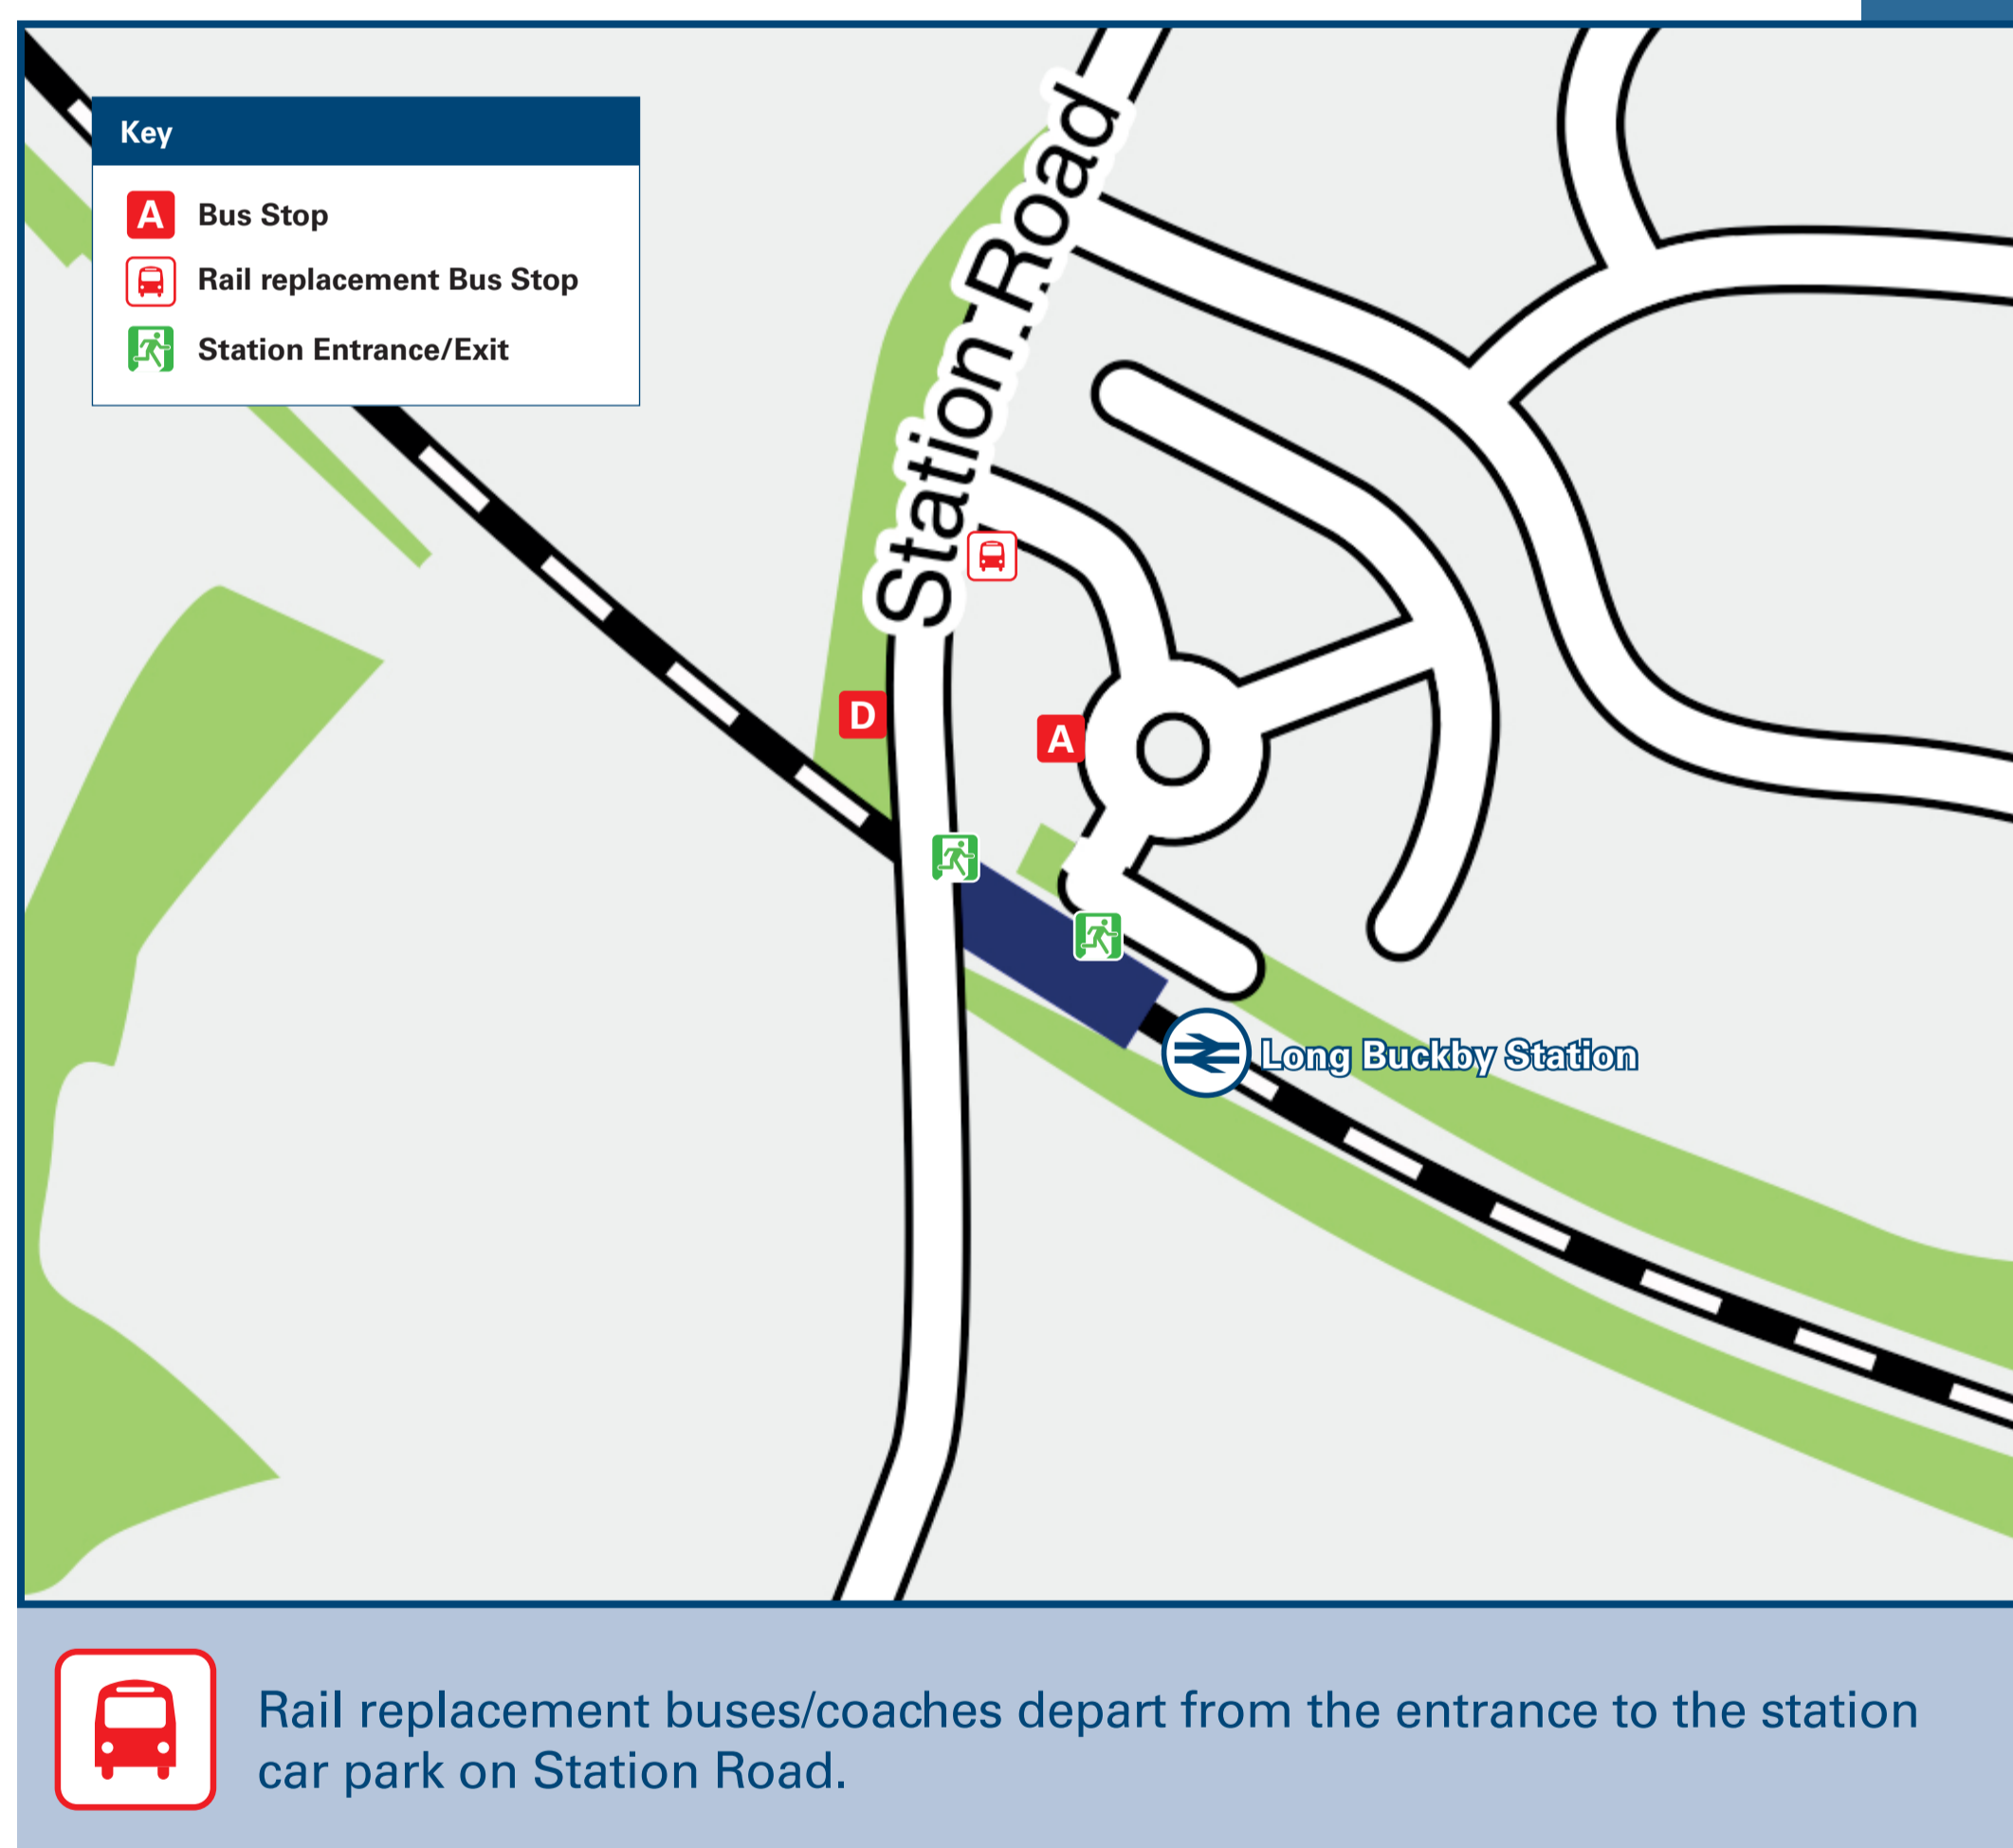 Key
A Bus Stop
Rail replacement Bus Stop
Station Entrance/Exit
Station Road
D
A
Long Buckby Station
Rail replacement buses/coaches depart from the entrance to the station
car park on Station Road.